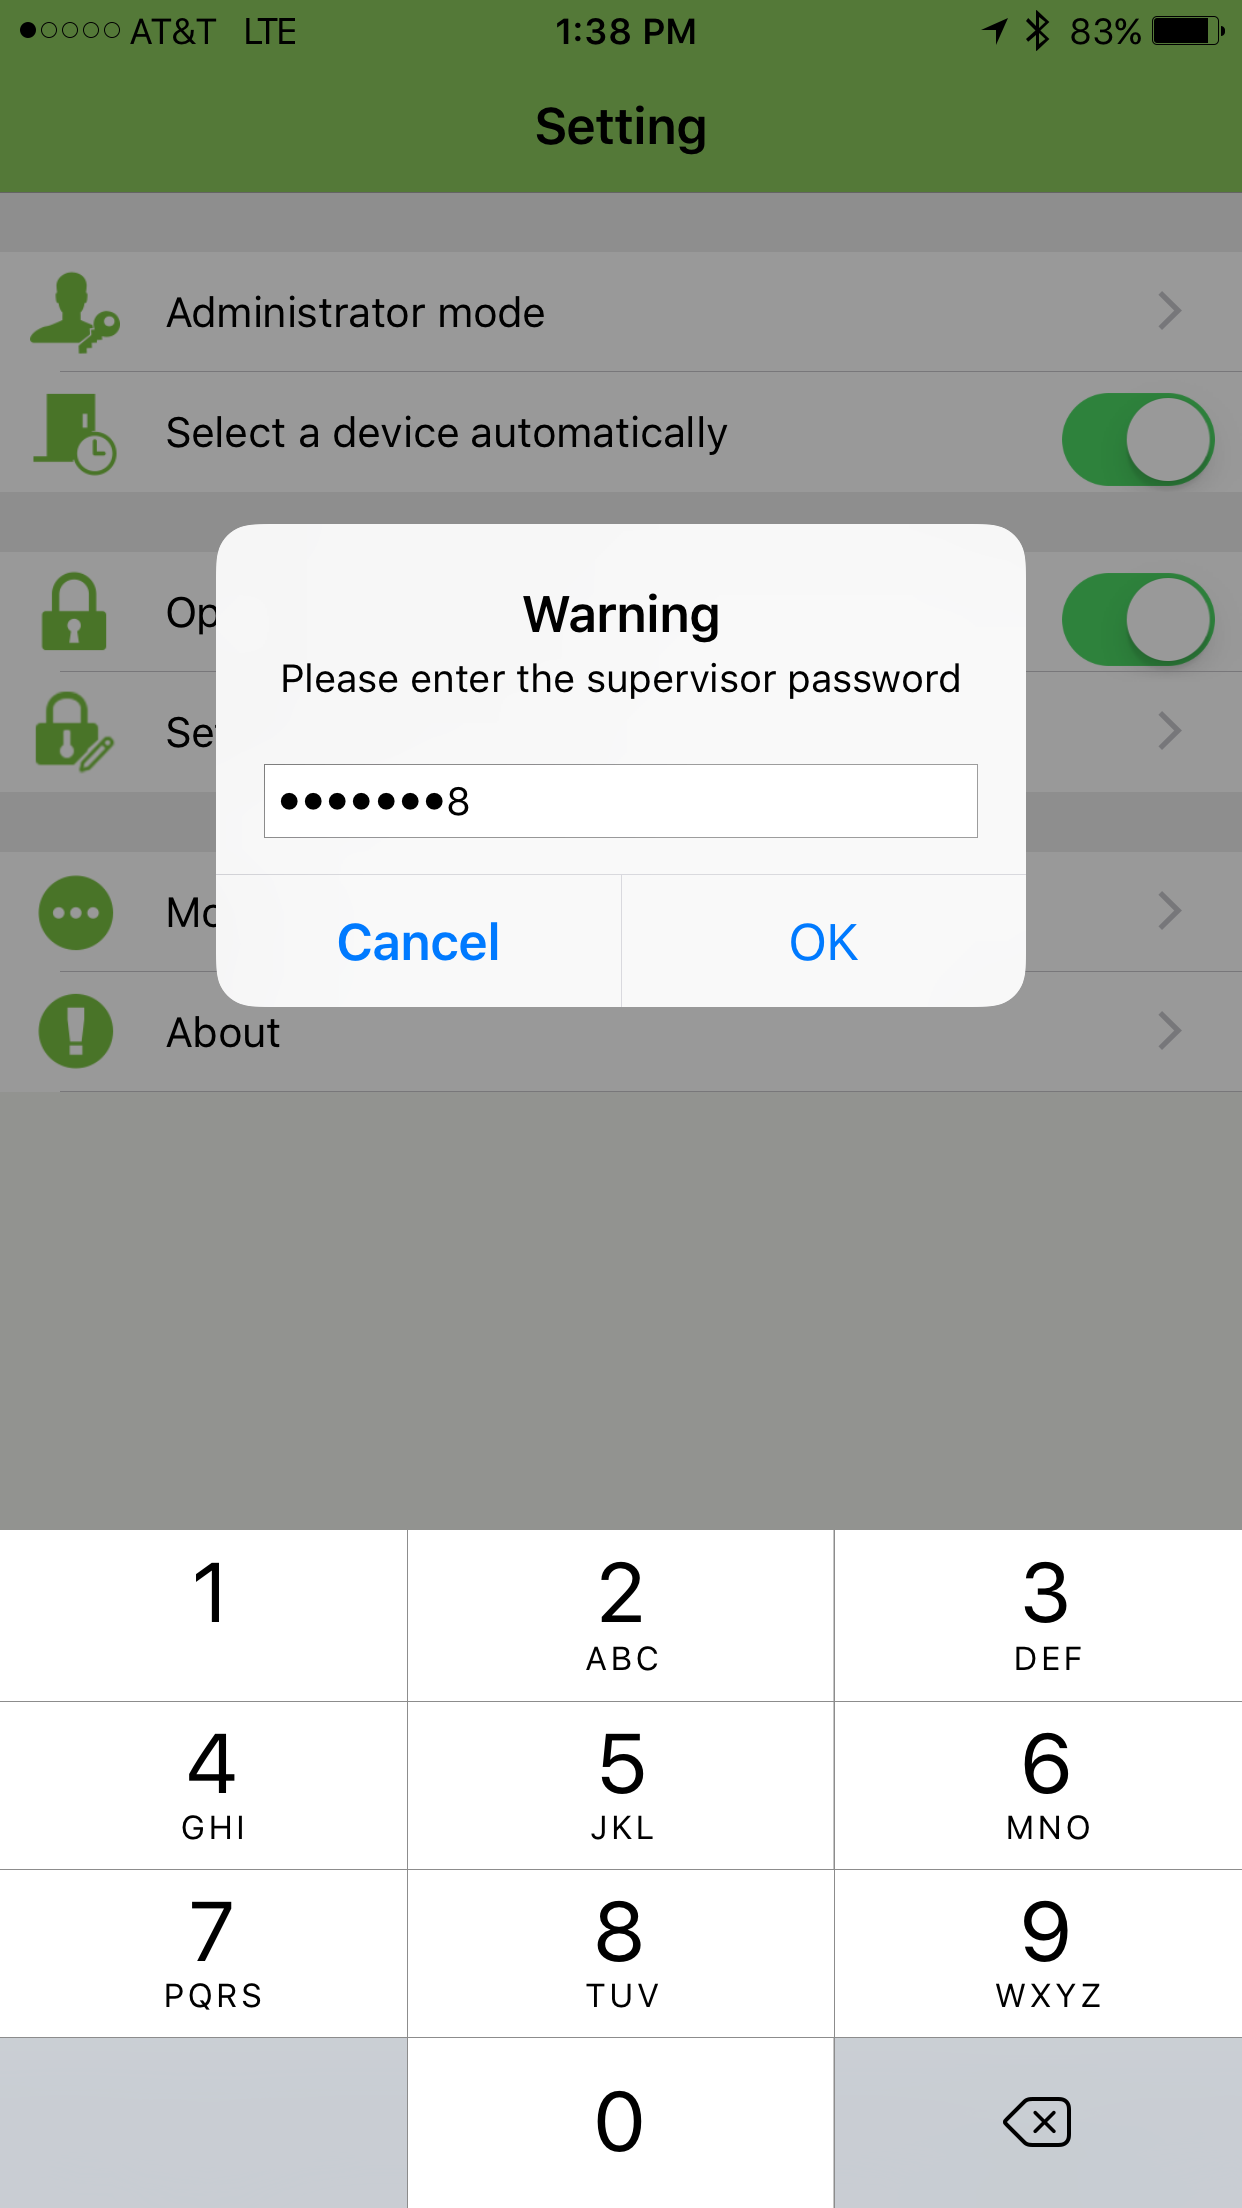 ●○○○○ AT&T LTE 1:38 PM 83%
Setting
Administrator mode
Select a device automatically
Op
Warning
Please enter the supervisor password
Se
●●●●●●●8
Mo
Cancel OK
About
1 2 3
ABC DEF
4 5 6
GHI JKL MNO
7 8 9
PQRS TUV WXYZ
0